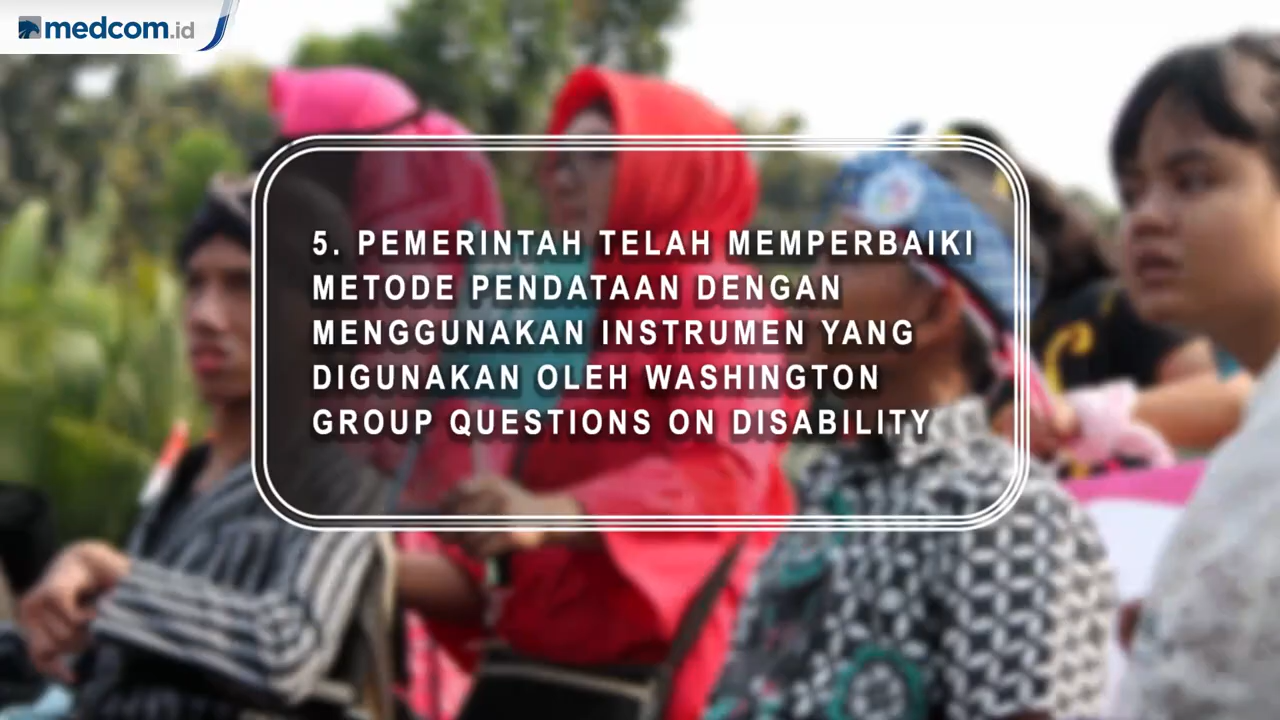 medcom.id
5. PEMERINTAH TELAH MEMPERBAIKI
METODE PENDATAAN DENGAN
MENGGUNAKAN INSTRUMEN YANG
DIGUNAKAN OLEH WASHINGTON
GROUP QUESTIONS ON DISABILITY